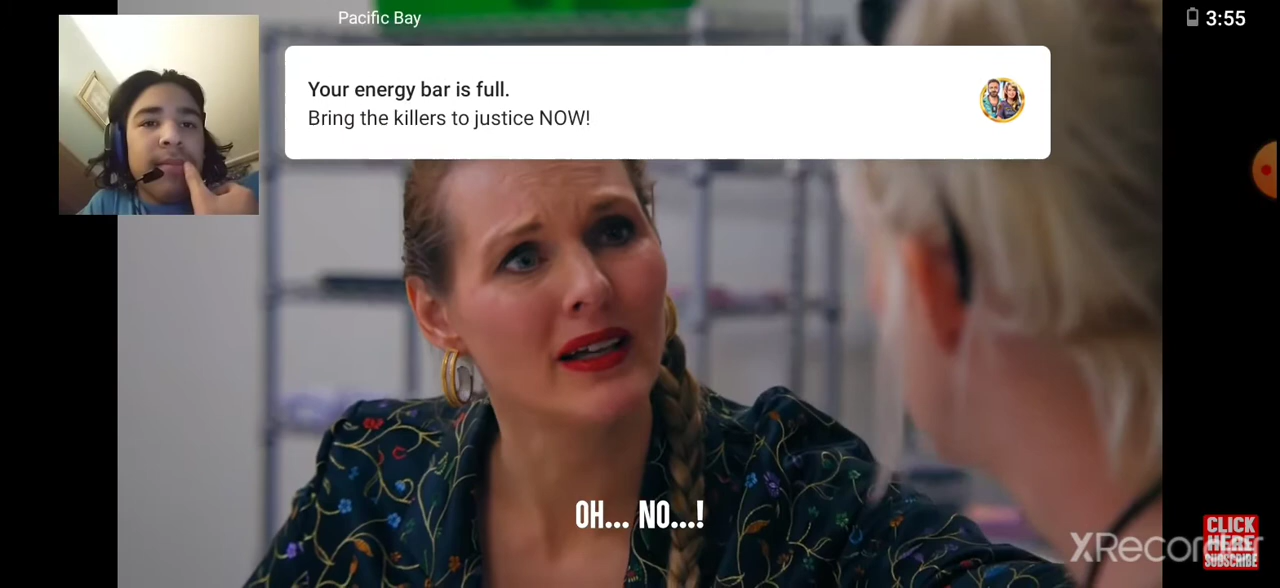 Pacific Bay
3:55
Your energy bar is full.
Bring the killers to justice NOW!
OH... NO...!
CLICK
HERE
SUBSCRIBE
XRecorder